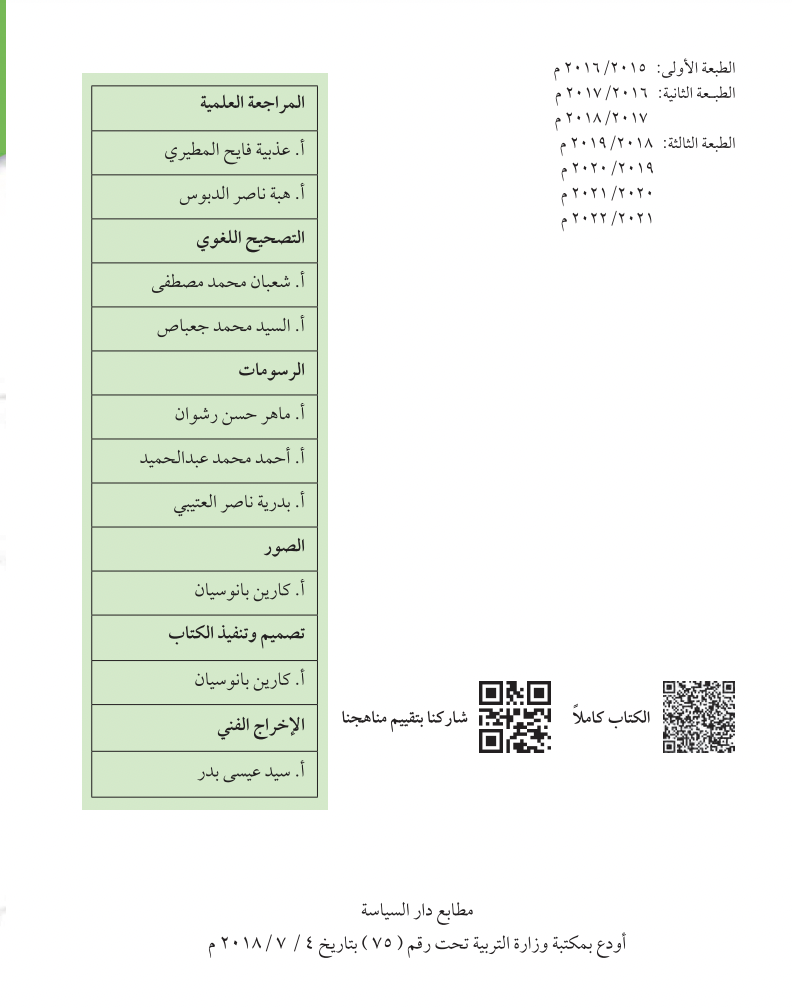 الطبعة الأولى: ٢٠١٥/ ٢٠١٦ م
الطبـعة الثانية: ٢٠١٦/ ٢٠١٧ م
٢٠١٧/ ٢٠١٨ م
الطبعة الثالثة: ٢٠١٨/ ٢٠١٩ م
٢٠١٩/ ٢٠٢٠ م
٢٠٢٠/ ٢٠٢١ م
٢٠٢١/ ٢٠٢٢ م
المراجعة العلمية
أ. عذبية فايح المطيري
أ. هبة ناصر الدبوس
التصحيح اللغوي
أ. شعبان محمد مصطفى
أ. السيد محمد جعباص
الرسومات
أ. ماهر حسن رشوان
أ. أحمد محمد عبدالحميد
أ. بدرية ناصر العتيبي
الصور
أ. كارين بانوسيان
تصميم وتنفيذ الكتاب
أ. كارين بانوسيان
الإخراج الفني
أ. سيد عيسى بدر
الكتاب كاملاً
شاركنا بتقييم مناهجنا
مطابع دار السياسة
أودع بمكتبة وزارة التربية تحت رقم ( ٧٥ ) بتاريخ ٤ / ٧ / ٢٠١٨ م